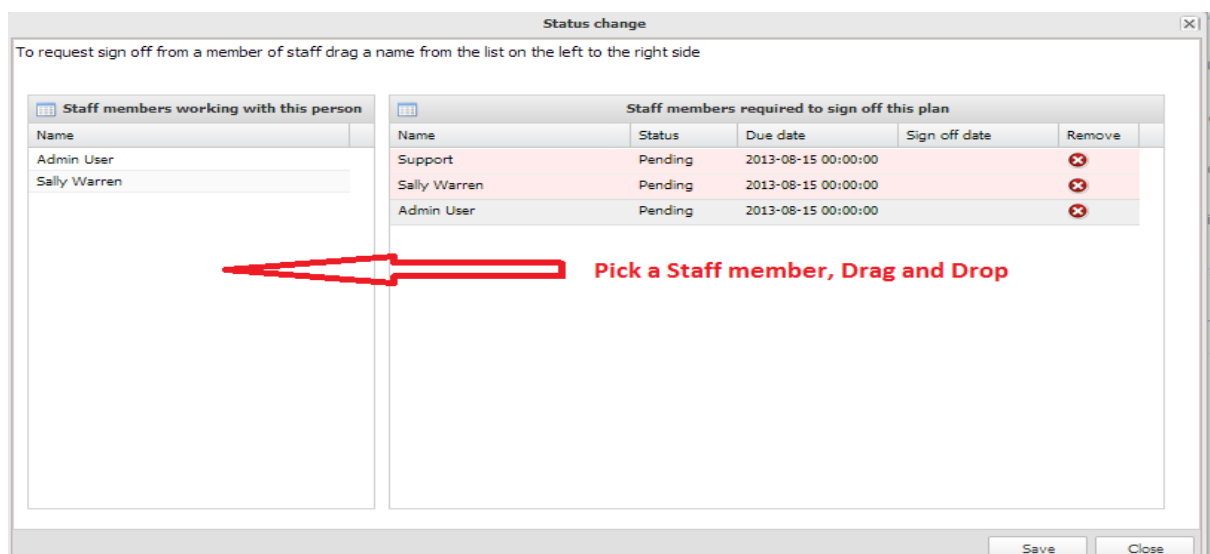 Status change
To request sign off from a member of staff drag a name from the list on the left to the right side
Staff members working with this person
Name
Admin User
Sally Warren
Staff members required to sign off this plan
Name Status Due date Sign off date Remove
Support Pending 2013-08-15 00:00:00
Sally Warren Pending 2013-08-15 00:00:00
Admin User Pending 2013-08-15 00:00:00
Pick a Staff member, Drag and Drop
Save Close